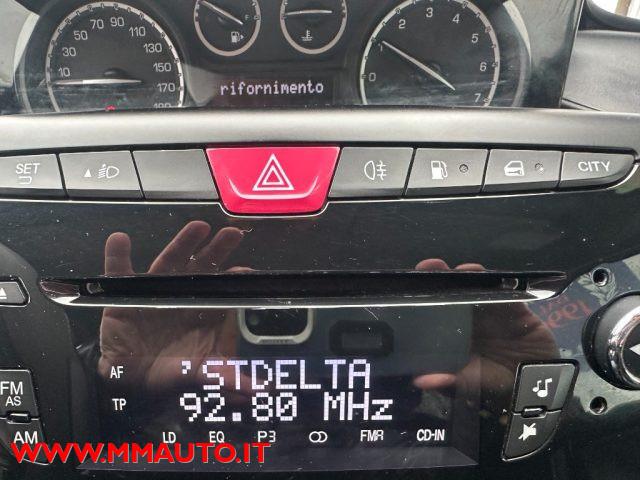 90
70
110
50
130
30
150
10
170
190
F
rifornimento
0
1
2
3
4
5
6
7
SET
CITY
AF
'STDELTA
FM
AS
TP
92.80 MHz
LD EQ P3 FMR CD-IN
AM
WWW.MMAUTO.IT